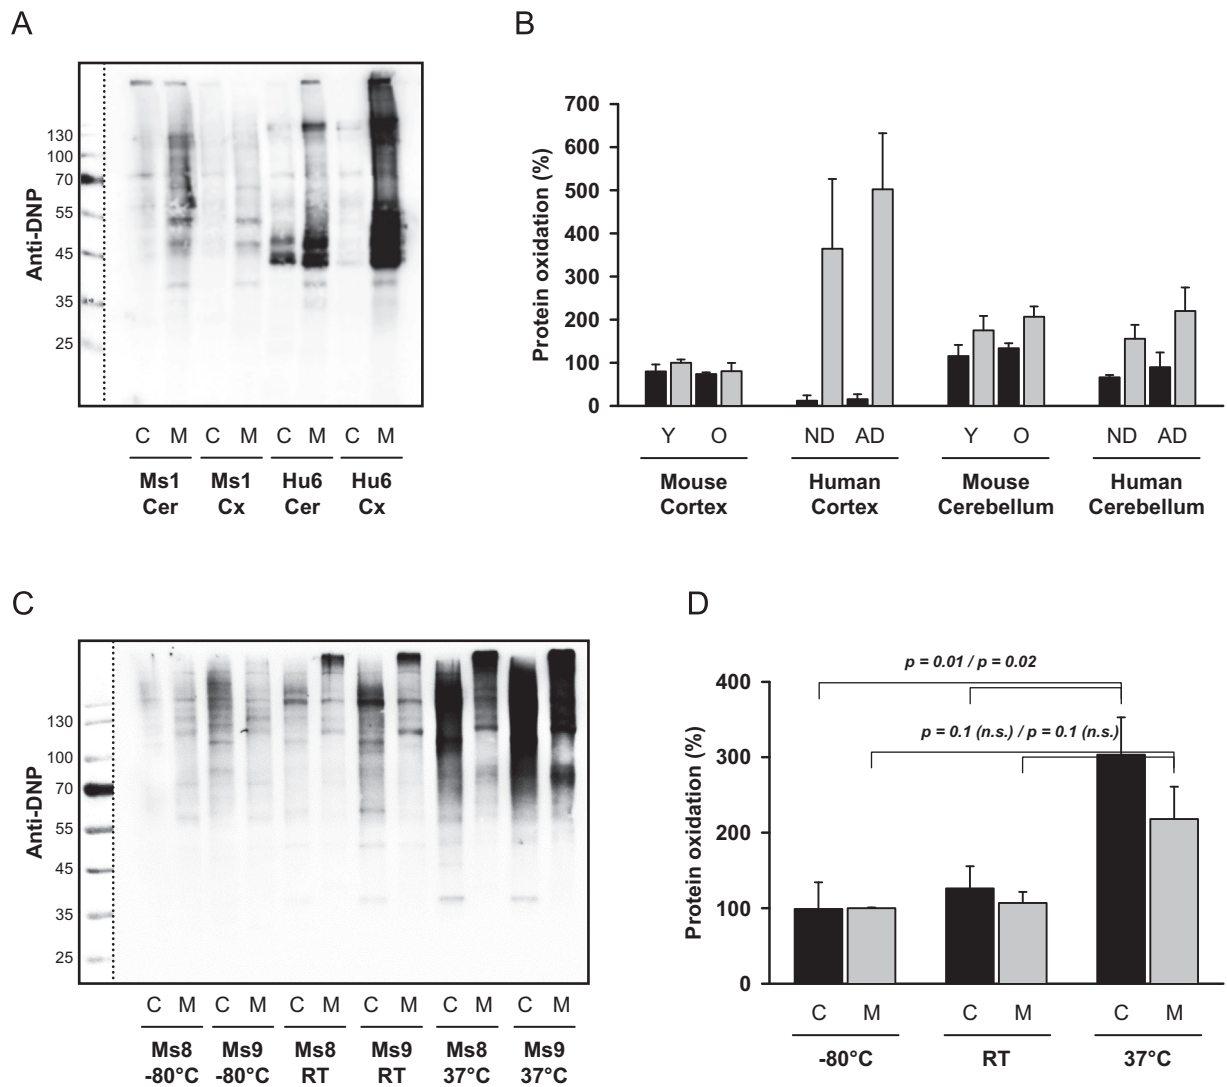 A
Anti-DNP
130
100
70
55
45
35
25
C M C M C M C M
Ms1 Ms1 Hu6 Hu6
Cer Cx Cer Cx
B
Protein oxidation (%)
700
600
500
400
300
200
100
0
Y O ND AD Y O ND AD
Mouse Human Mouse Human
Cortex Cortex Cerebellum Cerebellum
C
Anti-DNP
130
100
70
55
45
35
25
C M C M C M C M C M C M
Ms8 Ms9 Ms8 Ms9 Ms8 Ms9
-80°C -80°C RT RT 37°C 37°C
D
Protein oxidation (%)
p = 0.01 / p = 0.02
p = 0.1 (n.s.) / p = 0.1 (n.s.)
400
300
200
100
0
C M C M C M
-80°C RT 37°C